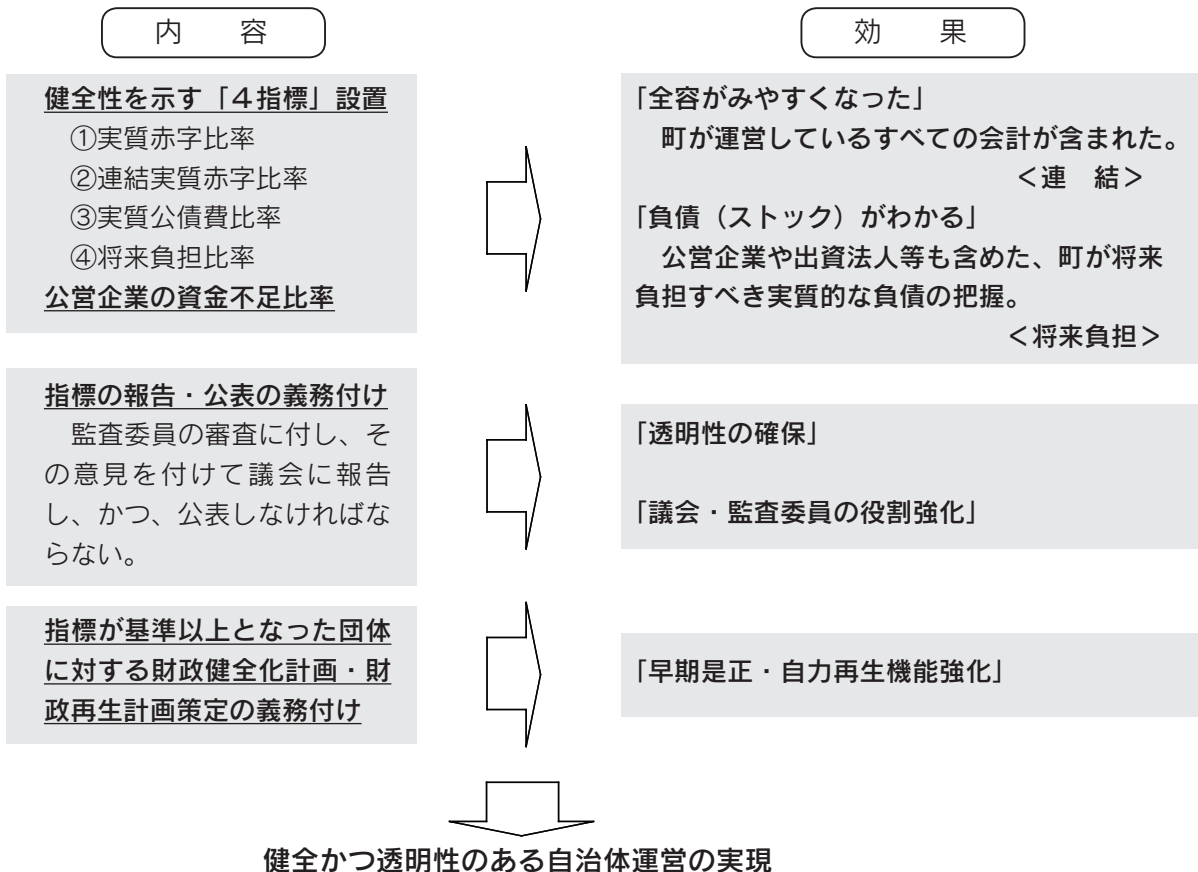 内　　容
効　　果
健全性を示す「４指標」設置
①実質赤字比率
②連結実質赤字比率
③実質公債費比率
④将来負担比率
公営企業の資金不足比率
「全容がみやすくなった」
町が運営しているすべての会計が含まれた。
＜連　結＞
「負債（ストック）がわかる」
公営企業や出資法人等も含めた、町が将来
負担すべき実質的な負債の把握。
＜将来負担＞
指標の報告・公表の義務付け
監査委員の審査に付し、そ
の意見を付けて議会に報告
し、かつ、公表しなければな
らない。
「透明性の確保」
「議会・監査委員の役割強化」
指標が基準以上となった団体
に対する財政健全化計画・財
政再生計画策定の義務付け
「早期是正・自力再生機能強化」
健全かつ透明性のある自治体運営の実現